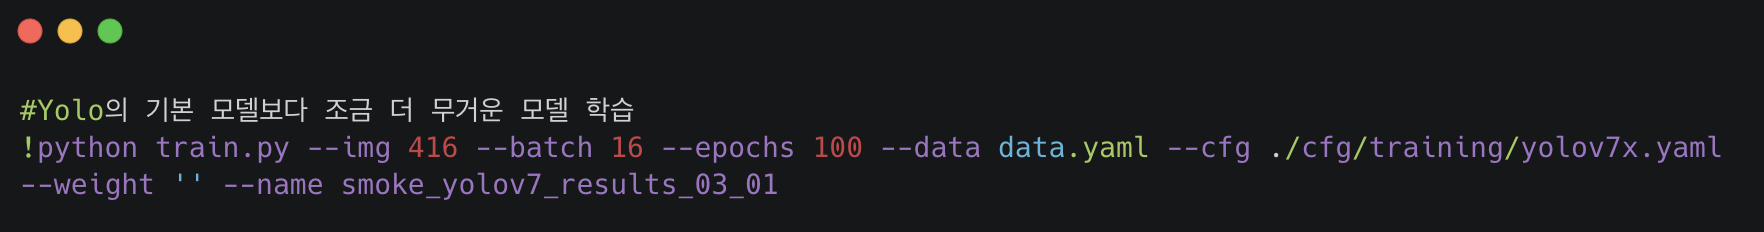 #Yolo의 기본 모델보다 조금 더 무거운 모델 학습
!python train.py --img 416 --batch 16 --epochs 100 --data data.yaml --cfg ./cfg/training/yolov7x.yaml
--weight '' --name smoke_yolov7_results_03_01